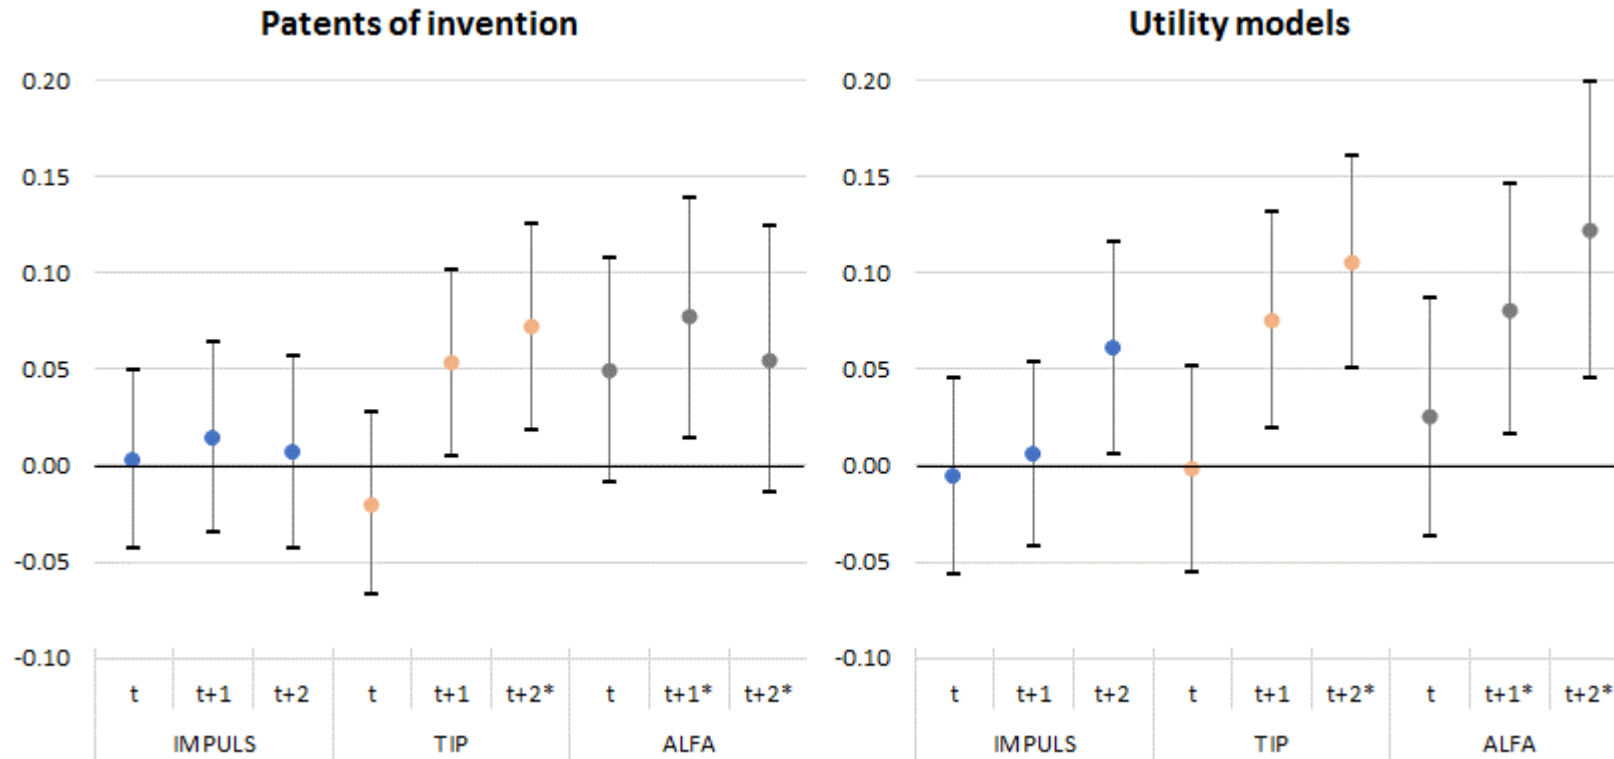 Patents of invention
0.20
0.15
0.10
0.05
0.00
-0.05
-0.10
t t+1 t+2 t t+1 t+2* t t+1* t+2*
IMPULS TIP ALFA
Utility models
0.20
0.15
0.10
0.05
0.00
-0.05
-0.10
t t+1 t+2 t t+1 t+2* t t+1* t+2*
IMPULS TIP ALFA